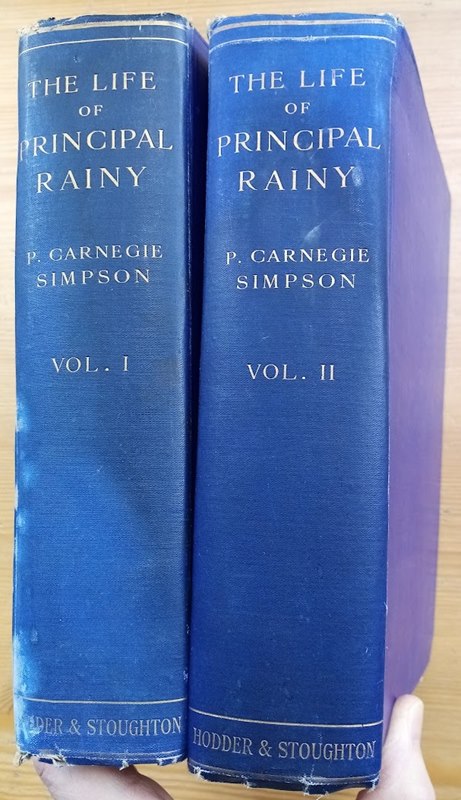 THE LIFE
OF
PRINCIPAL
RAINY
P. CARNEGIE
SIMPSON
VOL. I
HODDER & STOUGHTON
THE LIFE
OF
PRINCIPAL
RAINY
P. CARNEGIE
SIMPSON
VOL. II
HODDER & STOUGHTON